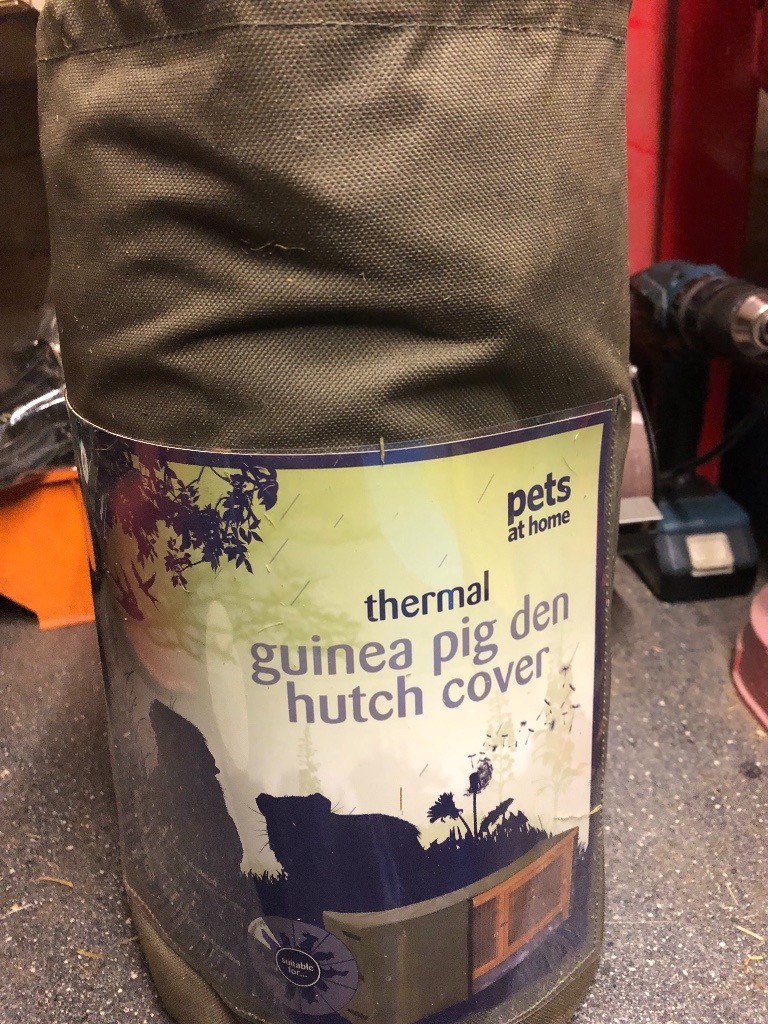 pets
at home
thermal
guinea pig den
hutch cover
suitable
for...